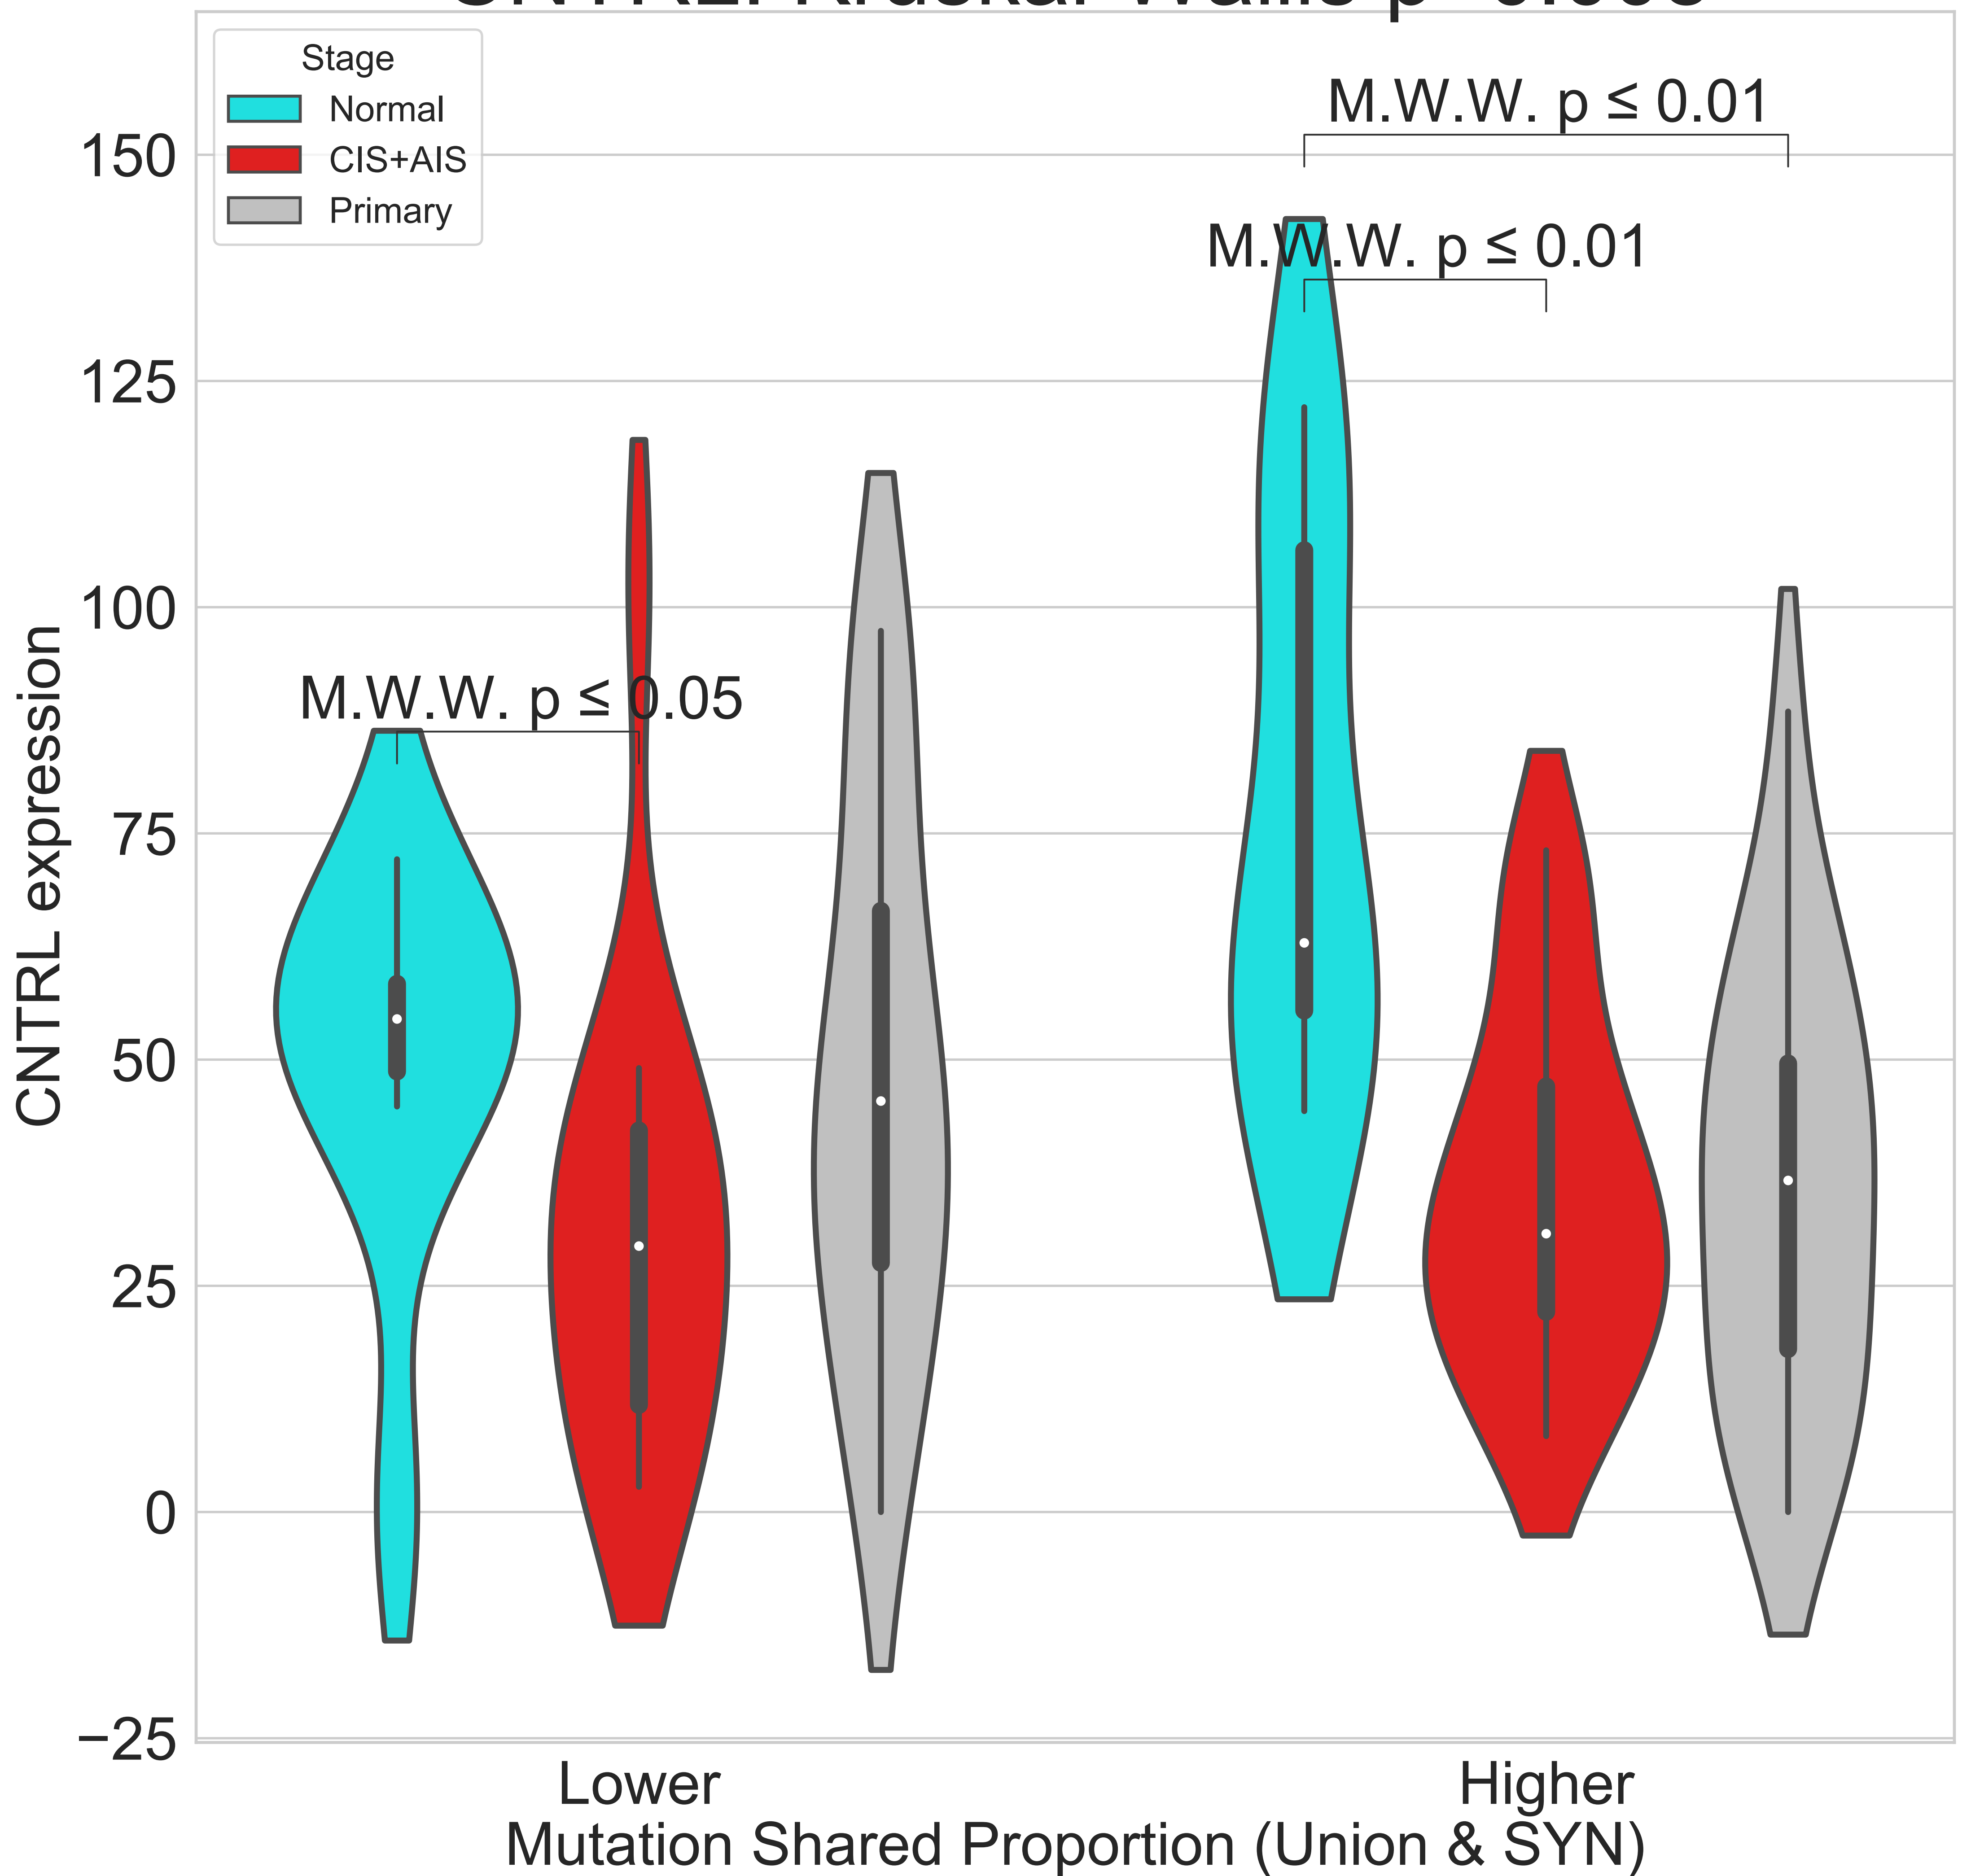 Stage
Normal
CIS+AIS
Primary
M.W.W. p ≤ 0.01
M.W.W. p ≤ 0.01
M.W.W. p ≤ 0.05
150
125
100
75
50
25
0
−25
CNTRL expression
Lower
Higher
Mutation Shared Proportion (Union & SYN)